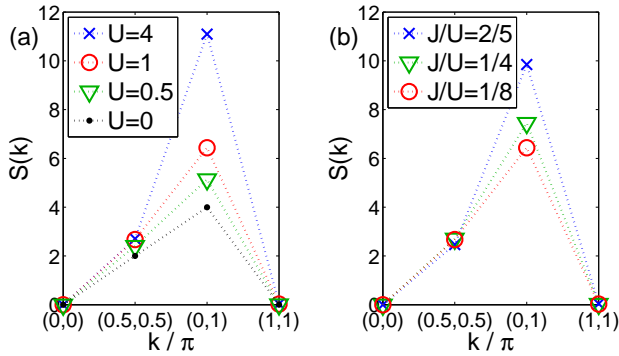 (a)
U=4
U=1
U=0.5
U=0
S(k)
12
10
8
6
4
2
0
(0,0) (0.5,0.5) (0,1) (1,1)
k / π
(b)
J/U=2/5
J/U=1/4
J/U=1/8
S(k)
12
10
8
6
4
2
0
(0,0) (0.5,0.5) (0,1) (1,1)
k / π